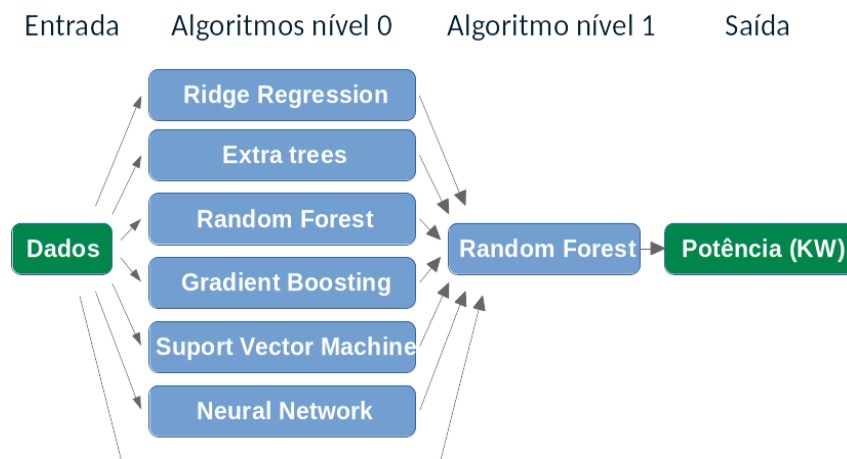 Entrada
Algoritmos nível 0
Algoritmo nível 1
Saída
Ridge Regression
Extra trees
Random Forest
Dados
Random Forest
Potência (KW)
Gradient Boosting
Suport Vector Machine
Neural Network